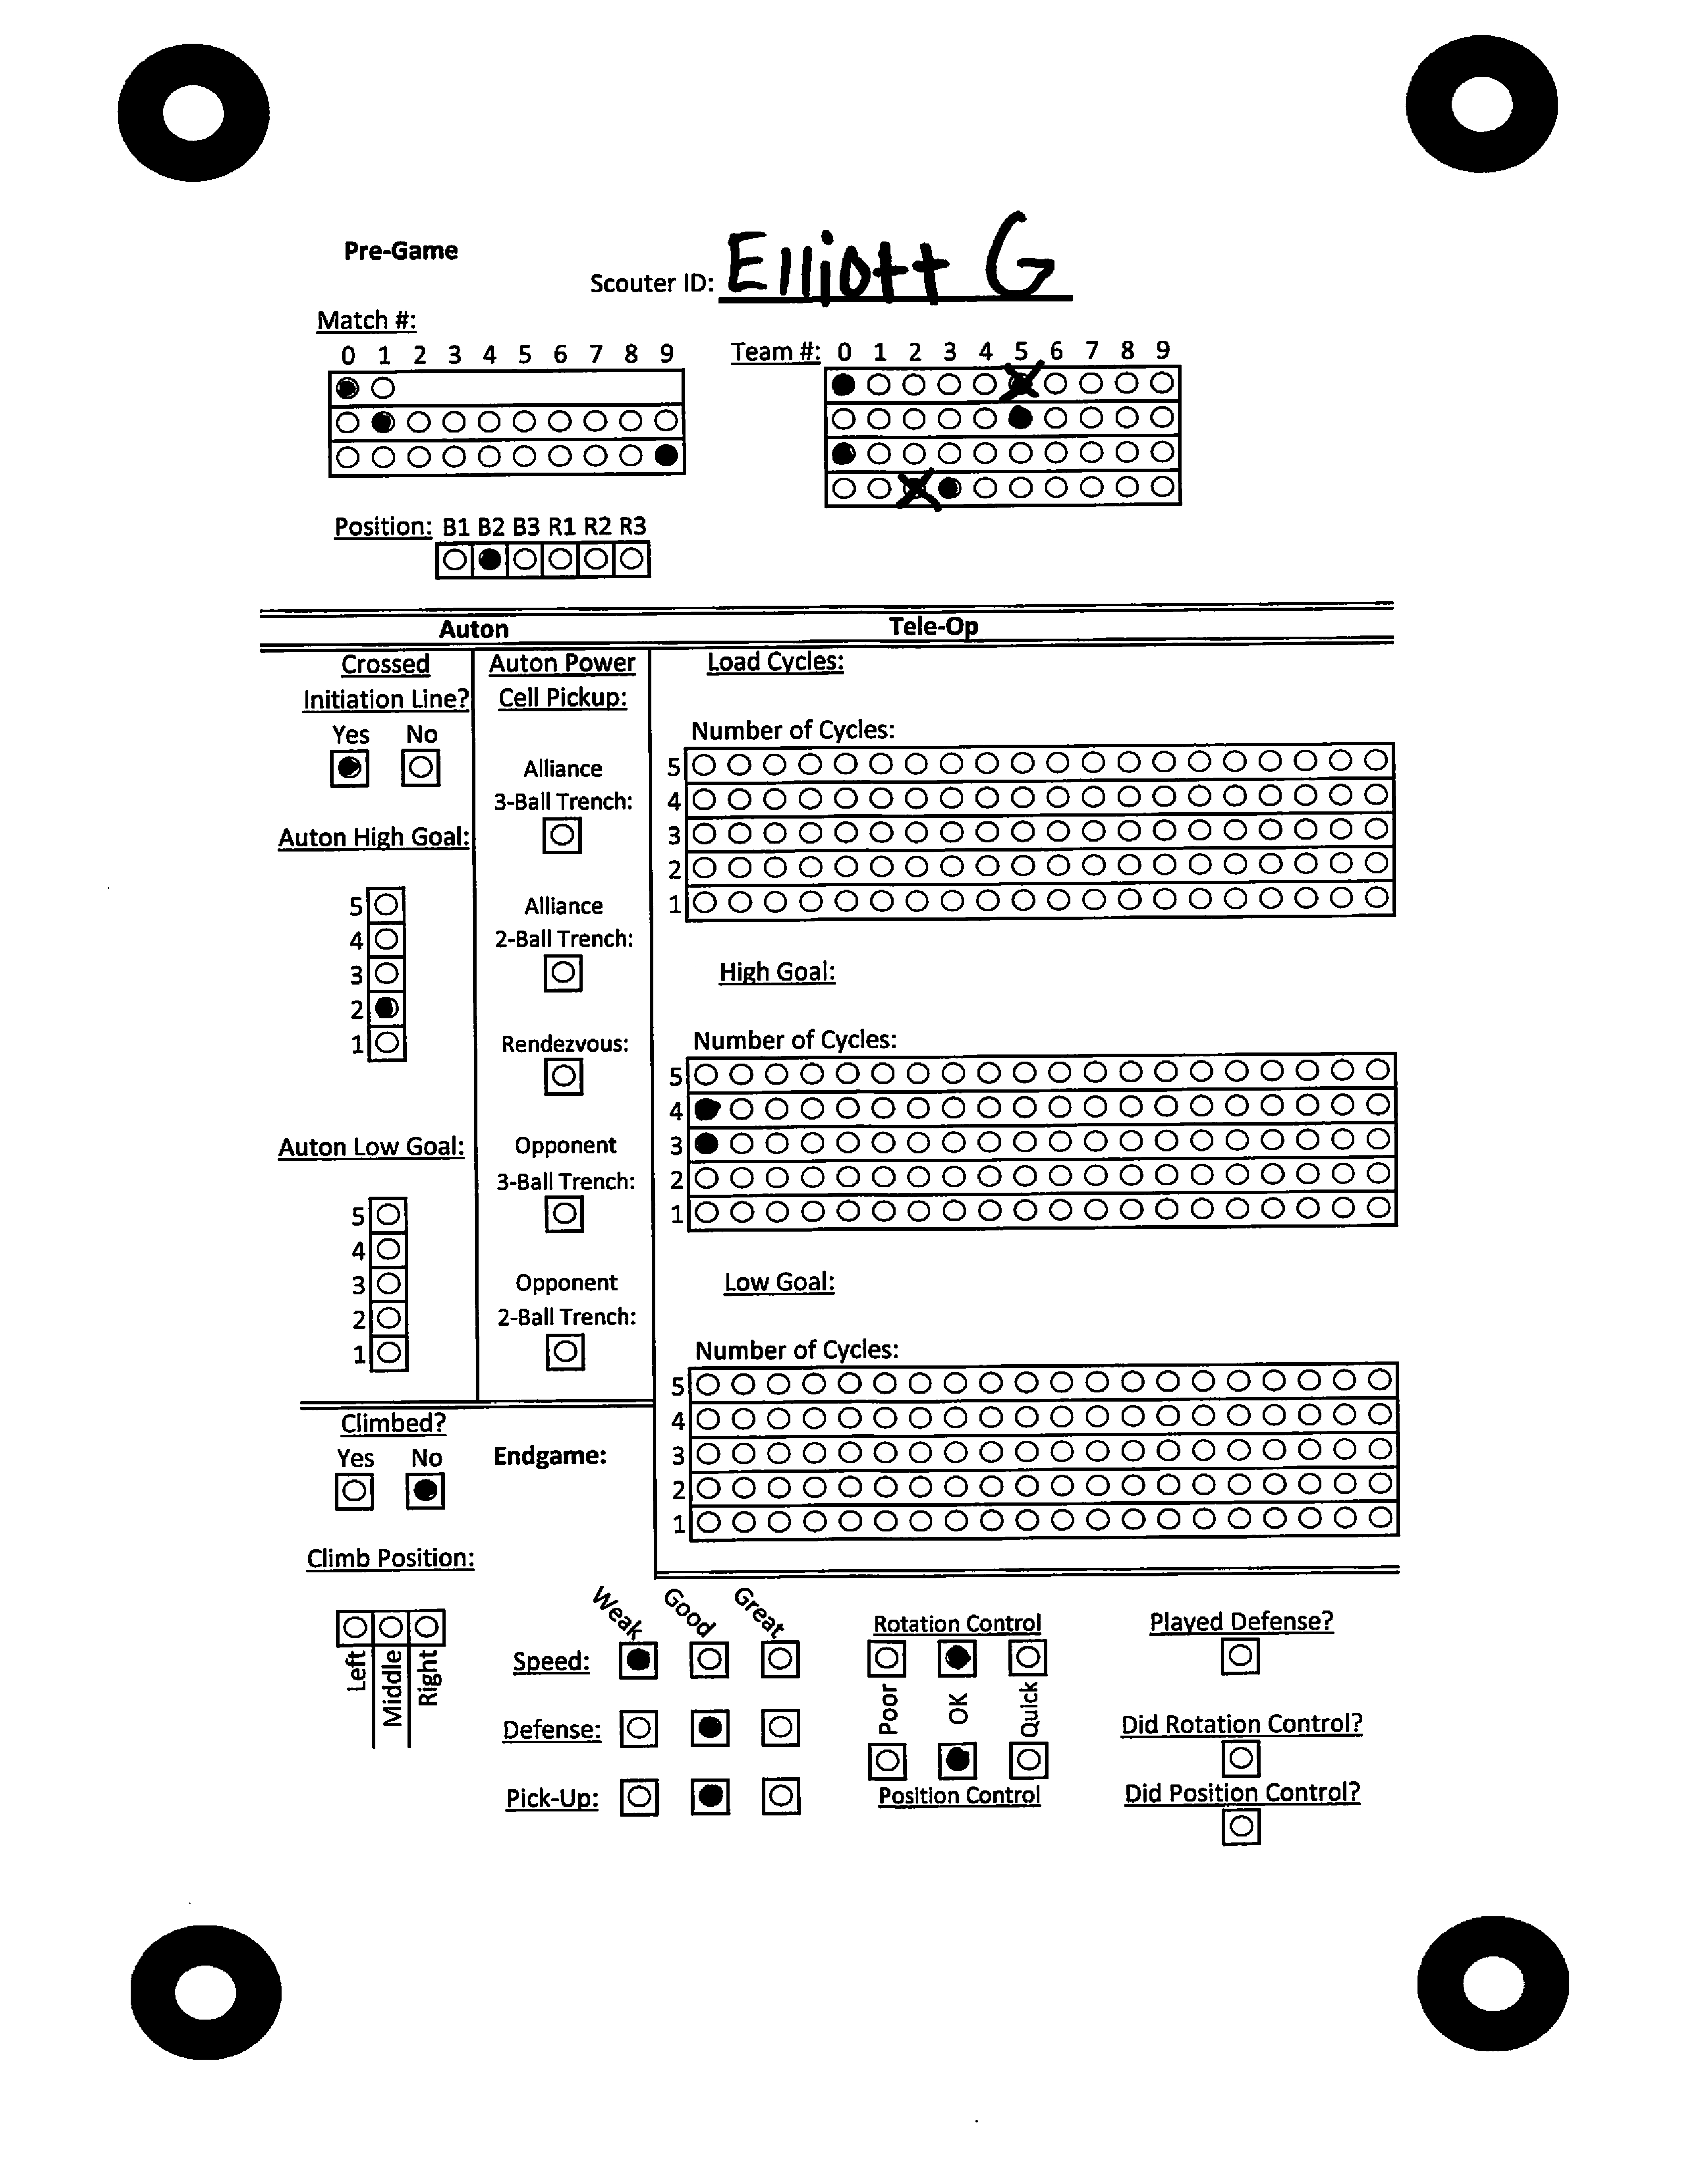 Pre-Game
Scouter ID: Elliott G
Match #:
0 1 2 3 4 5 6 7 8 9
Team #: 0 1 2 3 4 5 6 7 8 9
Position: B1 B2 B3 R1 R2 R3
Auton
Tele-Op
Crossed
Initiation Line?
Yes No
Auton High Goal:
5
4
3
2
1
Auton Low Goal:
5
4
3
2
1
Auton Power
Cell Pickup:
Alliance
3-Ball Trench:
Alliance
2-Ball Trench:
Rendezvous:
Opponent
3-Ball Trench:
Opponent
2-Ball Trench:
Load Cycles:
Number of Cycles:
5
4
3
2
1
High Goal:
Number of Cycles:
5
4
3
2
1
Low Goal:
Number of Cycles:
5
4
3
2
1
Climbed?
Yes No
Endgame:
Climb Position:
Left
Middle
Right
Weak Good Great
Speed:
Defense:
Pick-Up:
Rotation Control
Poor OK Quick
Position Control
Played Defense?
Did Rotation Control?
Did Position Control?